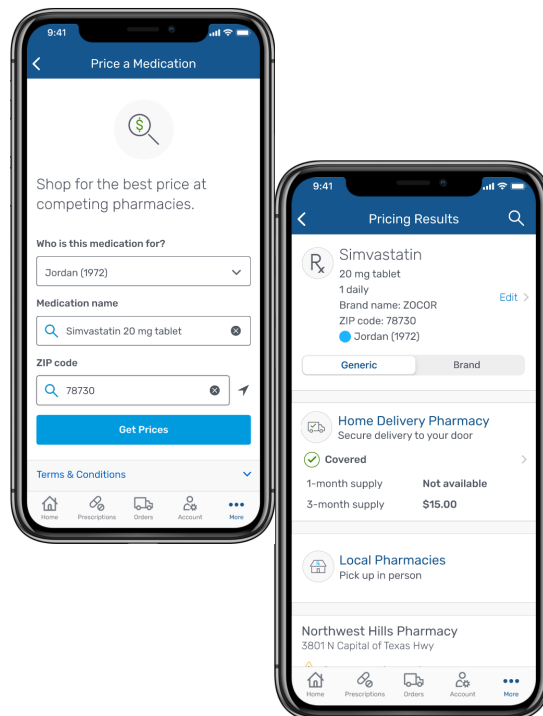 9:41
Price a Medication
$
Shop for the best price at
competing pharmacies.
Who is this medication for?
Jordan (1972)
Medication name
Simvastatin 20 mg tablet
ZIP code
78730
Get Prices
Terms & Conditions
Home Prescriptions Orders Account More
9:41
Pricing Results
Rx
Simvastatin
20 mg tablet
1 daily
Brand name: ZOCOR
Edit
ZIP code: 78730
Jordan (1972)
Generic Brand
Home Delivery Pharmacy
Secure delivery to your door
Covered
1-month supply Not available
3-month supply $15.00
Local Pharmacies
Pick up in person
Northwest Hills Pharmacy
3801 N Capital of Texas Hwy
Home Prescriptions Orders Account More